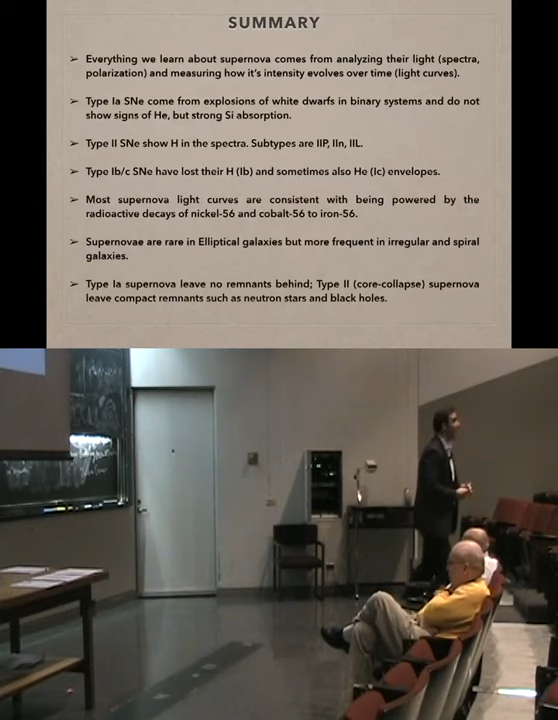 SUMMARY
➢ Everything we learn about supernova comes from analyzing their light (spectra,
polarization) and measuring how it's intensity evolves over time (light curves).
➢ Type Ia SNe come from explosions of white dwarfs in binary systems and do not
show signs of He, but strong Si absorption.
➢ Type II SNe show H in the spectra. Subtypes are IIP, IIn, IIL.
➢ Type Ib/c SNe have lost their H (Ib) and sometimes also He (Ic) envelopes.
➢ Most supernova light curves are consistent with being powered by the
radioactive decays of nickel-56 and cobalt-56 to iron-56.
➢ Supernovae are rare in Elliptical galaxies but more frequent in irregular and spiral
galaxies.
➢ Type Ia supernova leave no remnants behind; Type II (core-collapse) supernova
leave compact remnants such as neutron stars and black holes.